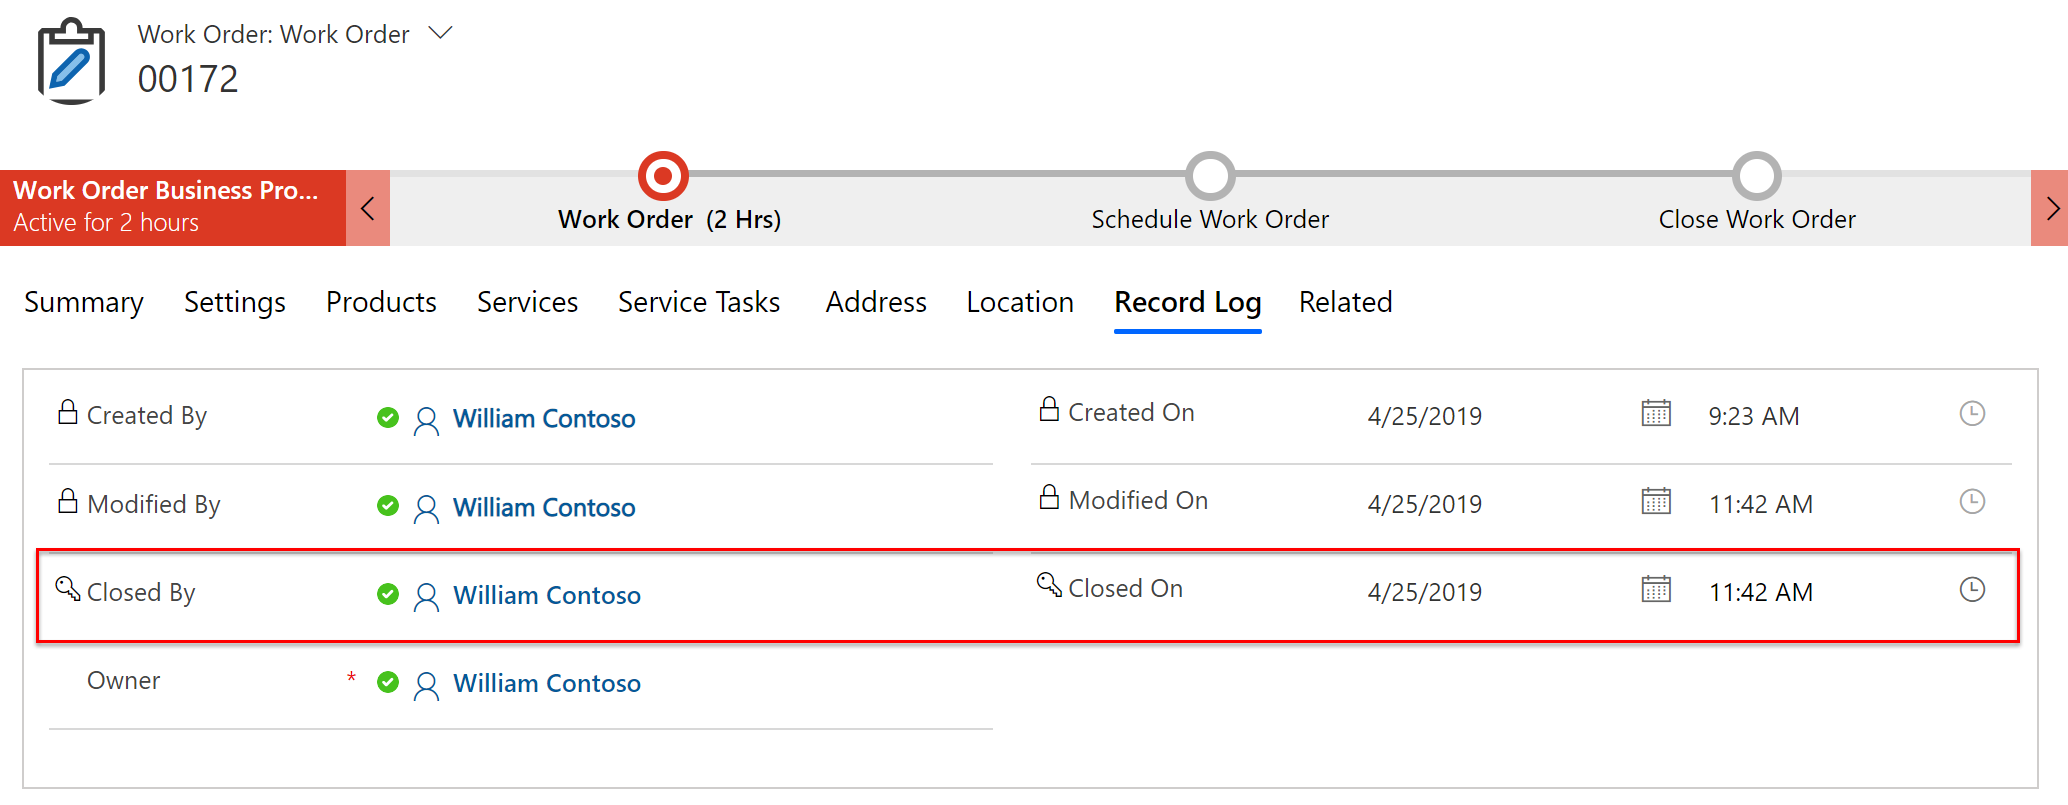 Work Order: Work Order
00172
Work Order Business Pro...
Active for 2 hours
Work Order (2 Hrs)
Schedule Work Order
Close Work Order
Summary Settings Products Services Service Tasks Address Location Record Log Related
Created By William Contoso Created On 4/25/2019 9:23 AM
Modified By William Contoso Modified On 4/25/2019 11:42 AM
Closed By William Contoso Closed On 4/25/2019 11:42 AM
Owner * William Contoso